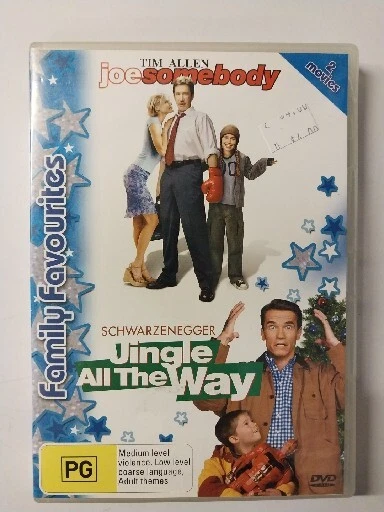 TIM ALLEN
joesomebody
2
movies
Family Favourites
SCHWARZENEGGER
Jingle
All The Way
PG
Medium level
violence, Low level
coarse language,
Adult themes
DVD